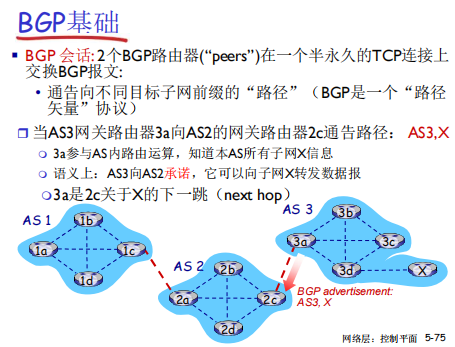 BGP基础
BGP 会话: 2个BGP路由器(“peers”)在一个半永久的TCP连接上
交换BGP报文:
通告向不同目标子网前缀的“路径”（BGP是一个“路径
矢量”协议）
当AS3网关路由器3a向AS2的网关路由器2c通告路径： AS3,X
3a参与AS内路由运算，知道本AS所有子网X信息
语义上：AS3向AS2承诺，它可以向子网X转发数据报
3a是2c关于X的下一跳（next hop）
AS 1
1b
1a
1c
1d
AS 2
2b
2a
2c
2d
AS 3
3b
3a
3c
3d
X
BGP advertisement:
AS3, X
网络层：控制平面 5-75